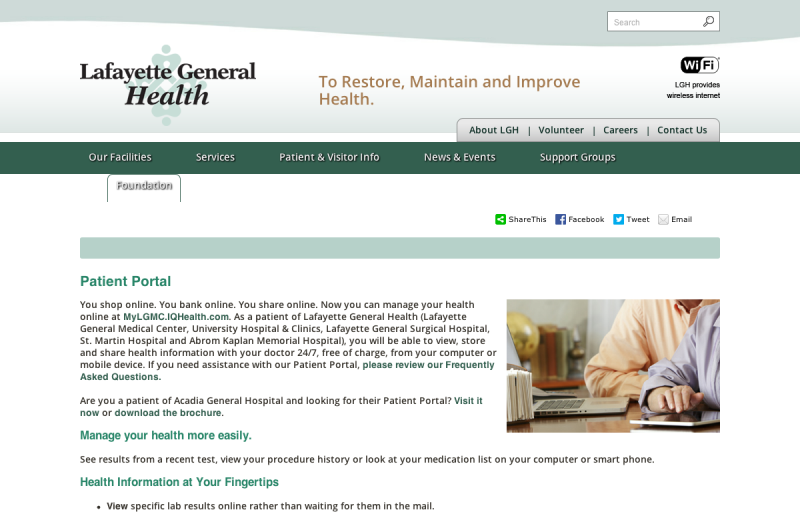 Search
Lafayette General
Health
To Restore, Maintain and Improve
Health.
WiFi
LGH provides
wireless internet
About LGH | Volunteer | Careers | Contact Us
Our Facilities Services Patient & Visitor Info News & Events Support Groups
Foundation
ShareThis Facebook Tweet Email
Patient Portal
You shop online. You bank online. You share online. Now you can manage your health
online at MyLGMC.IQHealth.com. As a patient of Lafayette General Health (Lafayette
General Medical Center, University Hospital & Clinics, Lafayette General Surgical Hospital,
St. Martin Hospital and Abrom Kaplan Memorial Hospital), you will be able to view, store
and share health information with your doctor 24/7, free of charge, from your computer or
mobile device. If you need assistance with our Patient Portal, please review our Frequently
Asked Questions.
Are you a patient of Acadia General Hospital and looking for their Patient Portal? Visit it
now or download the brochure.
Manage your health more easily.
See results from a recent test, view your procedure history or look at your medication list on your computer or smart phone.
Health Information at Your Fingertips
• View specific lab results online rather than waiting for them in the mail.